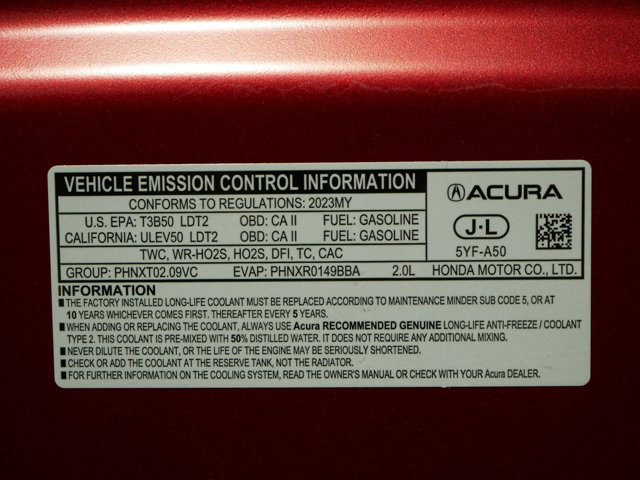 VEHICLE EMISSION CONTROL INFORMATION
CONFORMS TO REGULATIONS: 2023MY
U.S. EPA: T3B50 LDT2 OBD: CA II FUEL: GASOLINE
CALIFORNIA: ULEV50 LDT2 OBD: CA II FUEL: GASOLINE
TWC, WR-HO2S, HO2S, DFI, TC, CAC
GROUP: PHNXT02.09VC EVAP: PHNXR0149BBA 2.0L
ACURA
J-L
5YF-A50
HONDA MOTOR CO., LTD.
INFORMATION
■ THE FACTORY INSTALLED LONG-LIFE COOLANT MUST BE REPLACED ACCORDING TO MAINTENANCE MINDER SUB CODE 5, OR AT
10 YEARS WHICHEVER COMES FIRST. THEREAFTER EVERY 5 YEARS.
■ WHEN ADDING OR REPLACING THE COOLANT, ALWAYS USE Acura RECOMMENDED GENUINE LONG-LIFE ANTI-FREEZE / COOLANT
TYPE 2. THIS COOLANT IS PRE-MIXED WITH 50% DISTILLED WATER. IT DOES NOT REQUIRE ANY ADDITIONAL MIXING.
■ NEVER DILUTE THE COOLANT, OR THE LIFE OF THE ENGINE MAY BE SERIOUSLY SHORTENED.
■ CHECK OR ADD THE COOLANT AT THE RESERVE TANK, NOT THE RADIATOR.
■ FOR FURTHER INFORMATION ON THE COOLING SYSTEM, READ THE OWNER'S MANUAL OR CHECK WITH YOUR Acura DEALER.